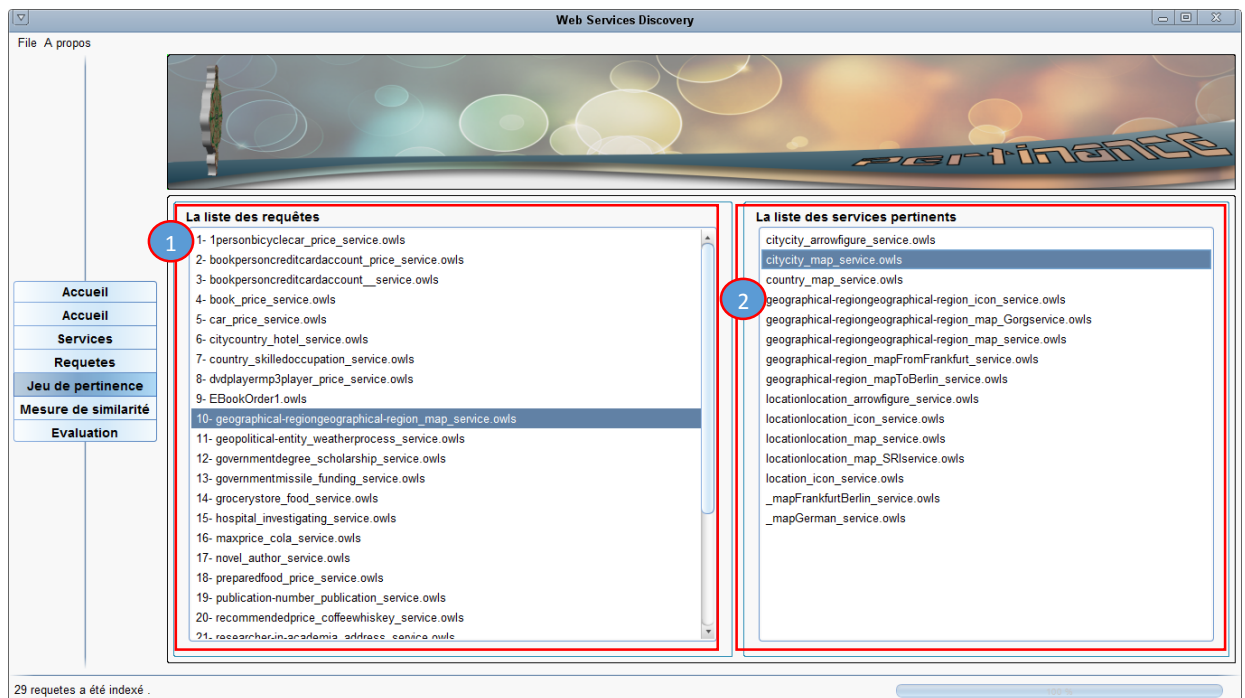 Web Services Discovery
File A propos
PERTINANCE
La liste des requêtes
1
1- 1personbicyclecar_price_service.owls
2- bookpersoncreditcardaccount_price_service.owls
3- bookpersoncreditcardaccount__service.owls
4- book_price_service.owls
5- car_price_service.owls
6- citycountry_hotel_service.owls
7- country_skilledoccupation_service.owls
8- dvdplayermp3player_price_service.owls
9- EBookOrder1.owls
10- geographical-regiongeographical-region_map_service.owls
11- geopolitical-entity_weatherprocess_service.owls
12- governmentdegree_scholarship_service.owls
13- governmentmissile_funding_service.owls
14- grocerystore_food_service.owls
15- hospital_investigating_service.owls
16- maxprice_cola_service.owls
17- novel_author_service.owls
18- preparedfood_price_service.owls
19- publication-number_publication_service.owls
20- recommendedprice_coffeewhiskey_service.owls
21- researcher-in-academia_address_service.owls
La liste des services pertinents
2
citycity_arrowfigure_service.owls
citycity_map_service.owls
country_map_service.owls
geographical-regiongeographical-region_icon_service.owls
geographical-regiongeographical-region_map_Gorgservice.owls
geographical-regiongeographical-region_map_service.owls
geographical-region_mapFromFrankfurt_service.owls
geographical-region_mapToBerlin_service.owls
locationlocation_arrowfigure_service.owls
locationlocation_icon_service.owls
locationlocation_map_service.owls
locationlocation_map_SRIservice.owls
location_icon_service.owls
_mapFrankfurtBerlin_service.owls
_mapGerman_service.owls
Accueil
Accueil
Services
Requetes
Jeu de pertinence
Mesure de similarité
Evaluation
29 requetes a été indexé .
100 %